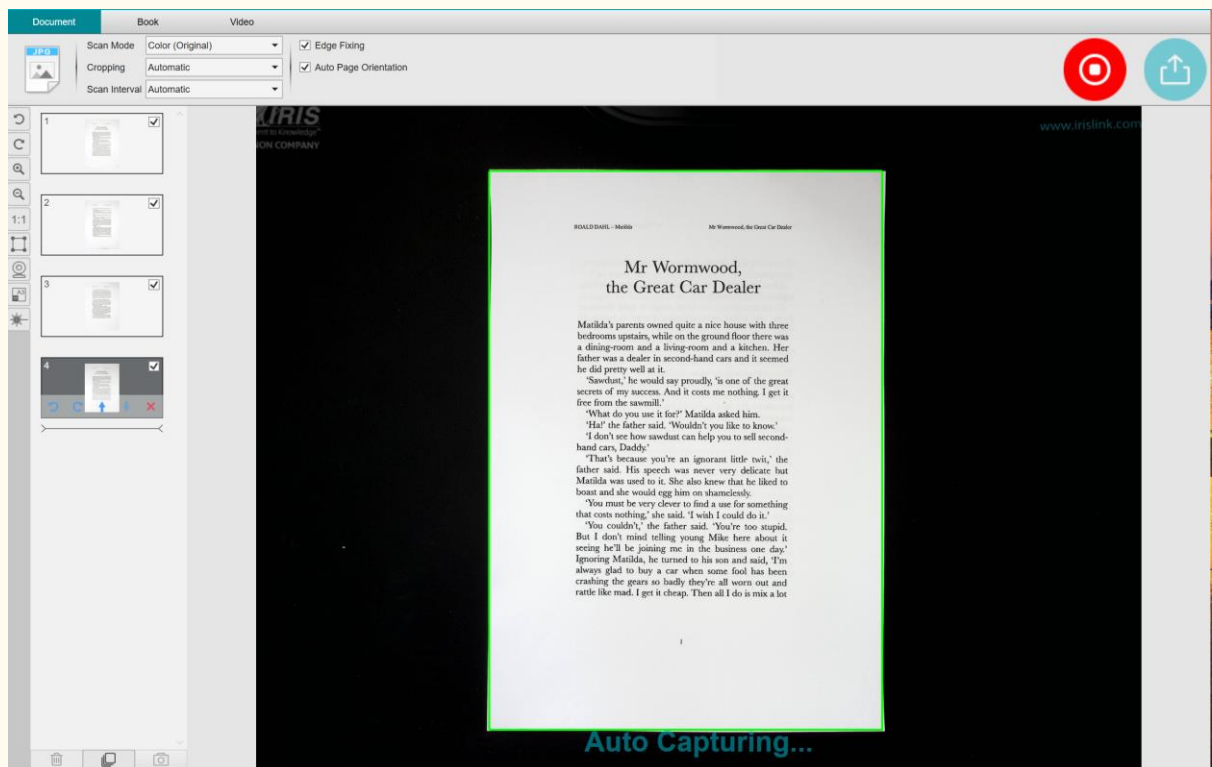 Document Book Video
JPG
Scan Mode Color (Original)
Cropping Automatic
Scan Interval Automatic
Edge Fixing
Auto Page Orientation
1:1
1
2
3
4
IRIS
ON COMPANY
www.irislink.com
ROALD DAHL – Matilda Mr Wormwood, the Great Car Dealer
Mr Wormwood,
the Great Car Dealer
Matilda's parents owned quite a nice house with three
bedrooms upstairs, while on the ground floor there was
a dining-room and a living-room and a kitchen. Her
father was a dealer in second-hand cars and it seemed
he did pretty well at it.
'Sawdust,' he would say proudly, 'is one of the great
secrets of my success. And it costs me nothing. I get it
free from the sawmill.'
'What do you use it for?' Matilda asked him.
'Ha!' the father said. 'Wouldn't you like to know.'
'I don't see how sawdust can help you to sell second-
hand cars, Daddy.'
'That's because you're an ignorant little twit,' the
father said. His speech was never very delicate but
Matilda was used to it. She also knew that he liked to
boast and she would egg him on shamelessly.
'You must be very clever to find a use for something
that costs nothing,' she said. 'I wish I could do it.'
'You couldn't,' the father said. 'You're too stupid.
But I don't mind telling young Mike here about it
seeing he'll be joining me in the business one day.'
Ignoring Matilda, he turned to his son and said, 'I'm
always glad to buy a car when some fool has been
crashing the gears so badly they're all worn out and
rattle like mad. I get it cheap. Then all I do is mix a lot
1
Auto Capturing...